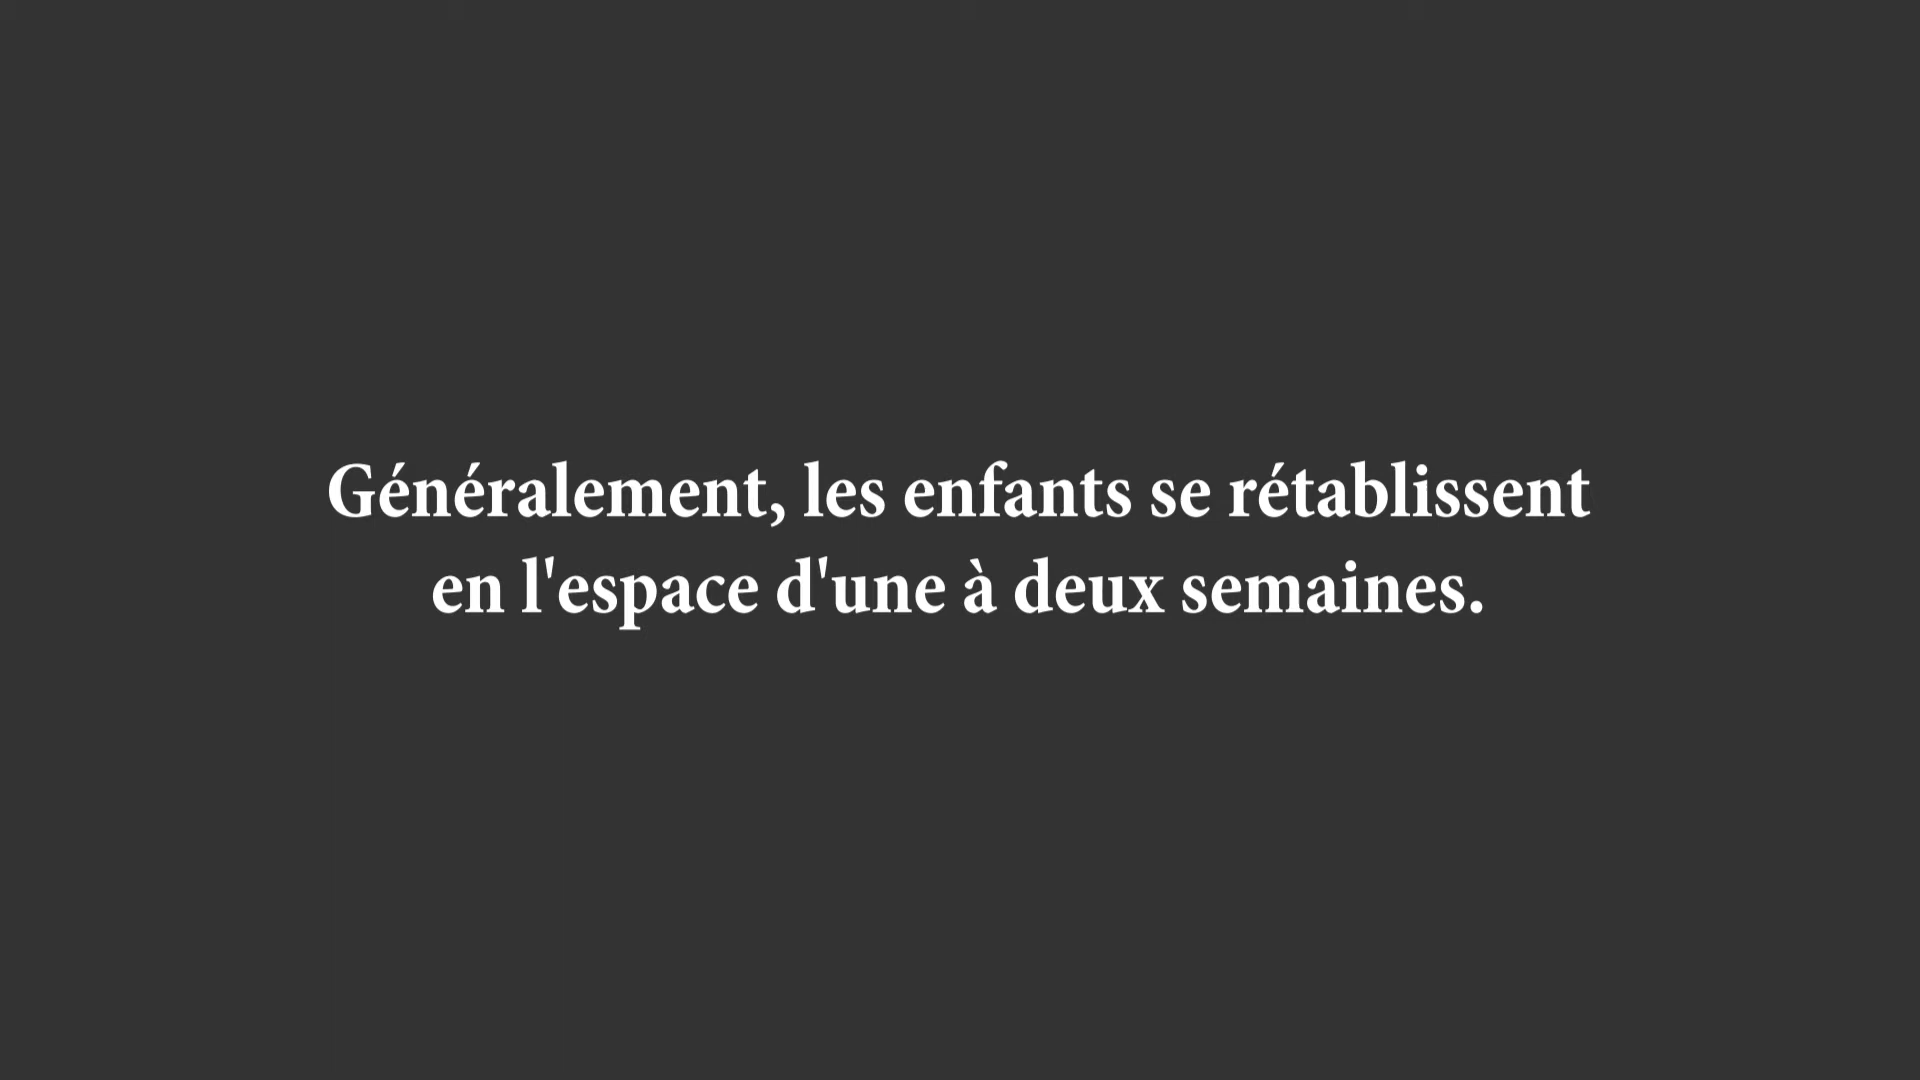 Généralement, les enfants se rétablissent
en l'espace d'une à deux semaines.